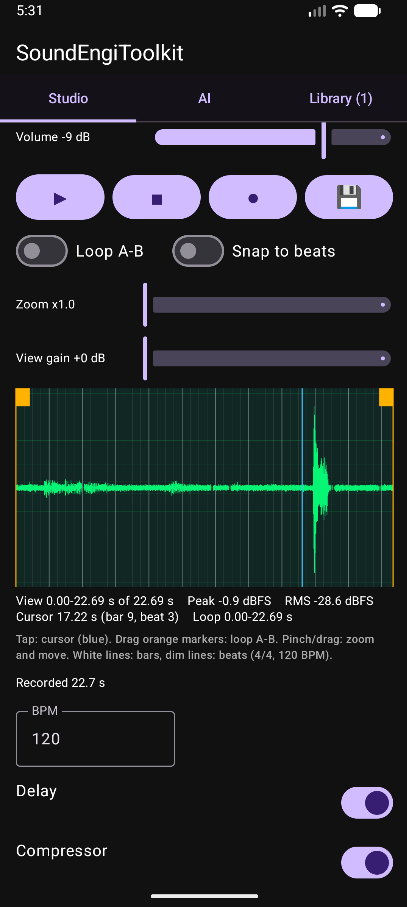 5:31
SoundEngiToolkit
Studio
AI
Library (1)
Volume -9 dB
Loop A-B
Snap to beats
Zoom x1.0
View gain +0 dB
View 0.00-22.69 s of 22.69 s Peak -0.9 dBFS RMS -28.6 dBFS
Cursor 17.22 s (bar 9, beat 3) Loop 0.00-22.69 s
Tap: cursor (blue). Drag orange markers: loop A-B. Pinch/drag: zoom
and move. White lines: bars, dim lines: beats (4/4, 120 BPM).
Recorded 22.7 s
BPM
120
Delay
Compressor